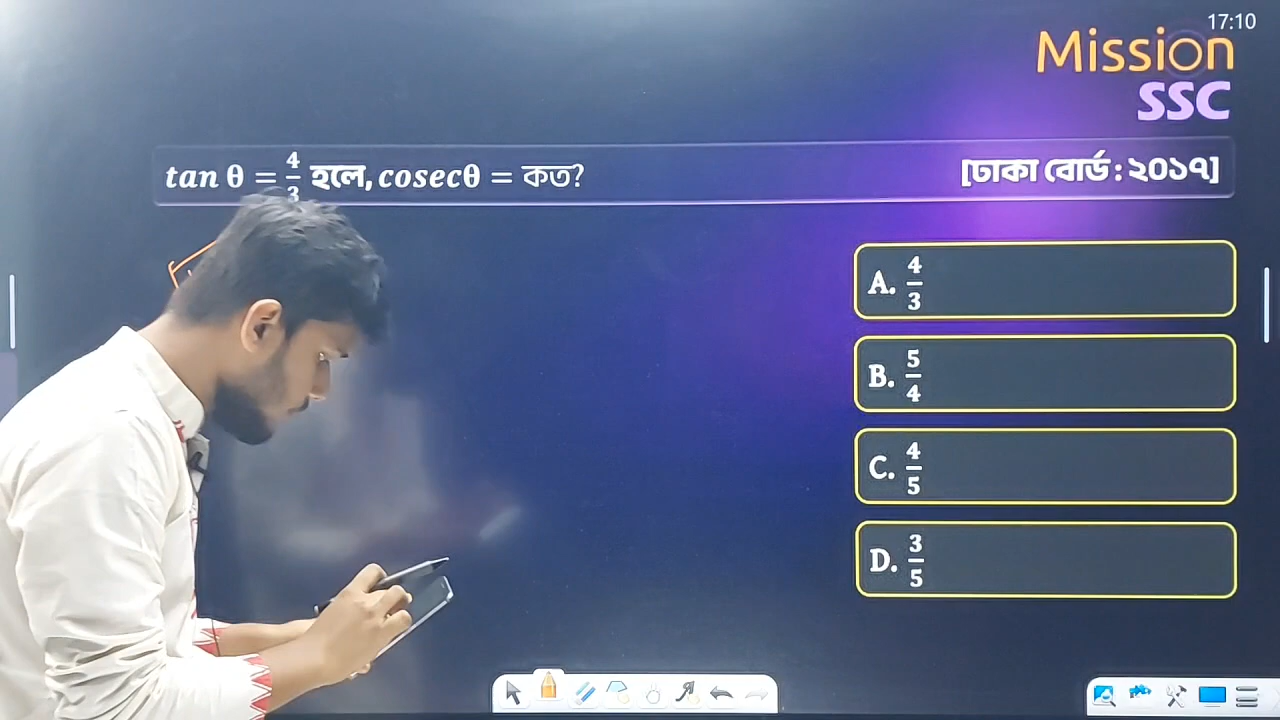 17:10
Mission
SSC
tan θ = 4/3 হলে, cosecθ = কত? [ঢাকা বোর্ড : ২০১৭]
A. 4/3
B. 5/4
C. 4/5
D. 3/5